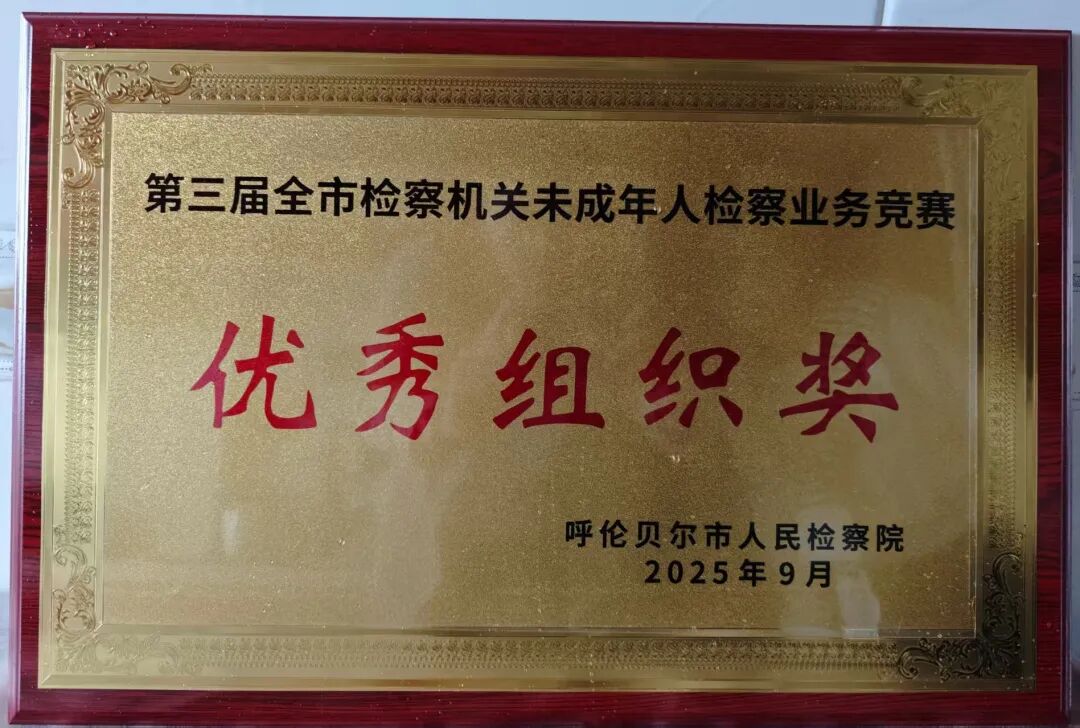 第三届全市检察机关未成年人检察业务竞赛
优秀组织奖
呼伦贝尔市人民检察院
2025年9月